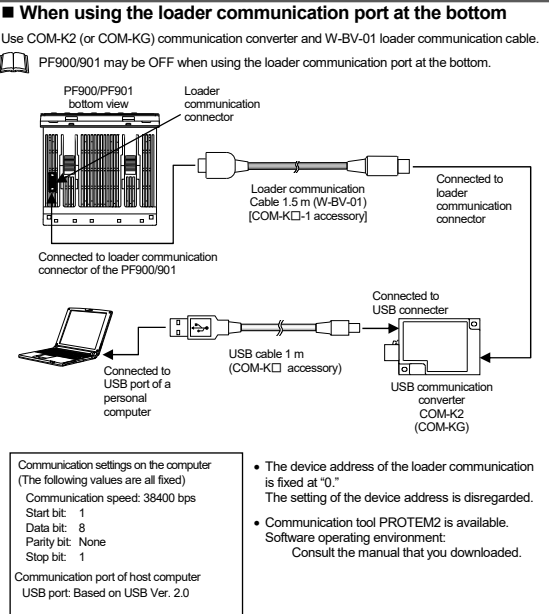 ■ When using the loader communication port at the bottom
Use COM-K2 (or COM-KG) communication converter and W-BV-01 loader communication cable.
PF900/901 may be OFF when using the loader communication port at the bottom.
PF900/PF901
bottom view
Loader
communication
connector
Loader communication
Cable 1.5 m (W-BV-01)
[COM-K□-1 accessory]
Connected to
loader
communication
connector
Connected to loader communication
connector of the PF900/901
Connected to
USB connecter
USB cable 1 m
(COM-K□ accessory)
Connected to
USB port of a
personal
computer
USB communication
converter
COM-K2
(COM-KG)
Communication settings on the computer
(The following values are all fixed)
Communication speed: 38400 bps
Start bit: 1
Data bit: 8
Parity bit: None
Stop bit: 1
Communication port of host computer
USB port: Based on USB Ver. 2.0
• The device address of the loader communication
is fixed at “0.”
The setting of the device address is disregarded.
• Communication tool PROTEM2 is available.
Software operating environment:
Consult the manual that you downloaded.